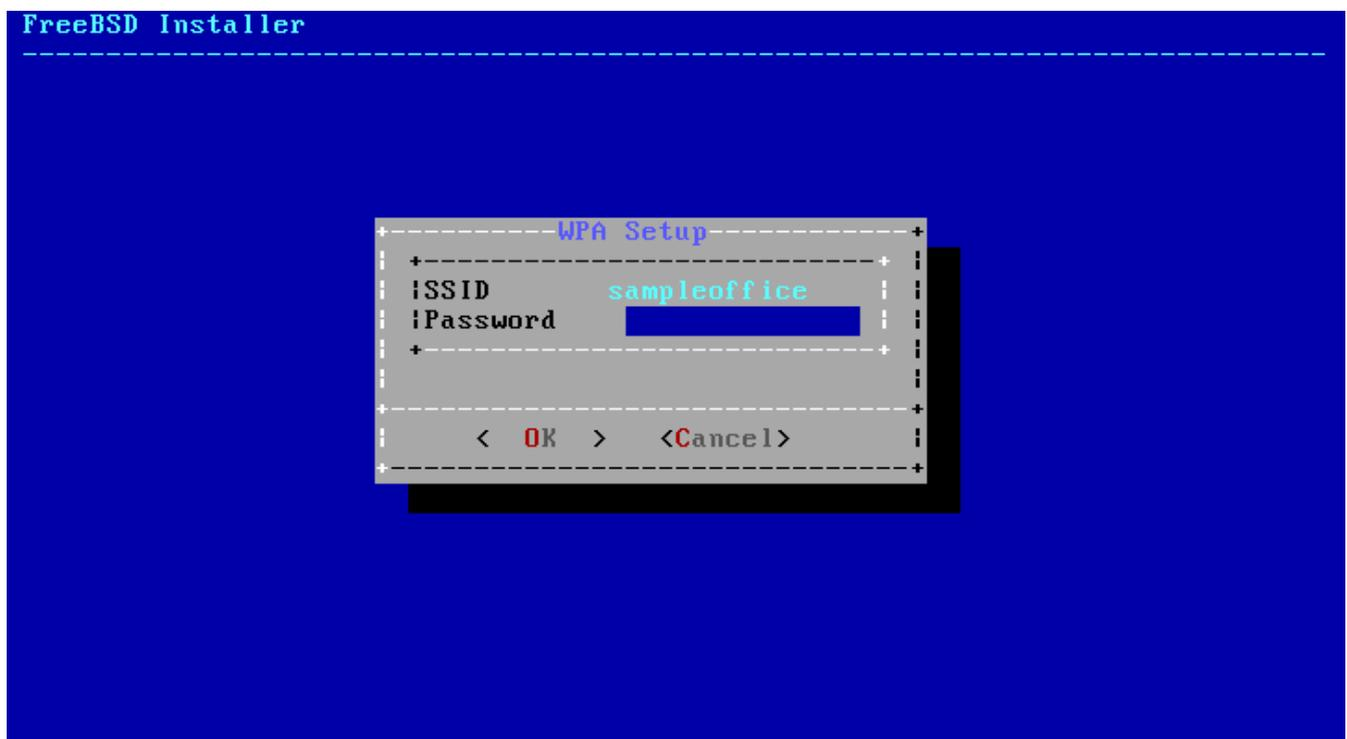 FreeBSD Installer
WPA Setup
SSID sampleoffice
Password
< OK > <Cancel>